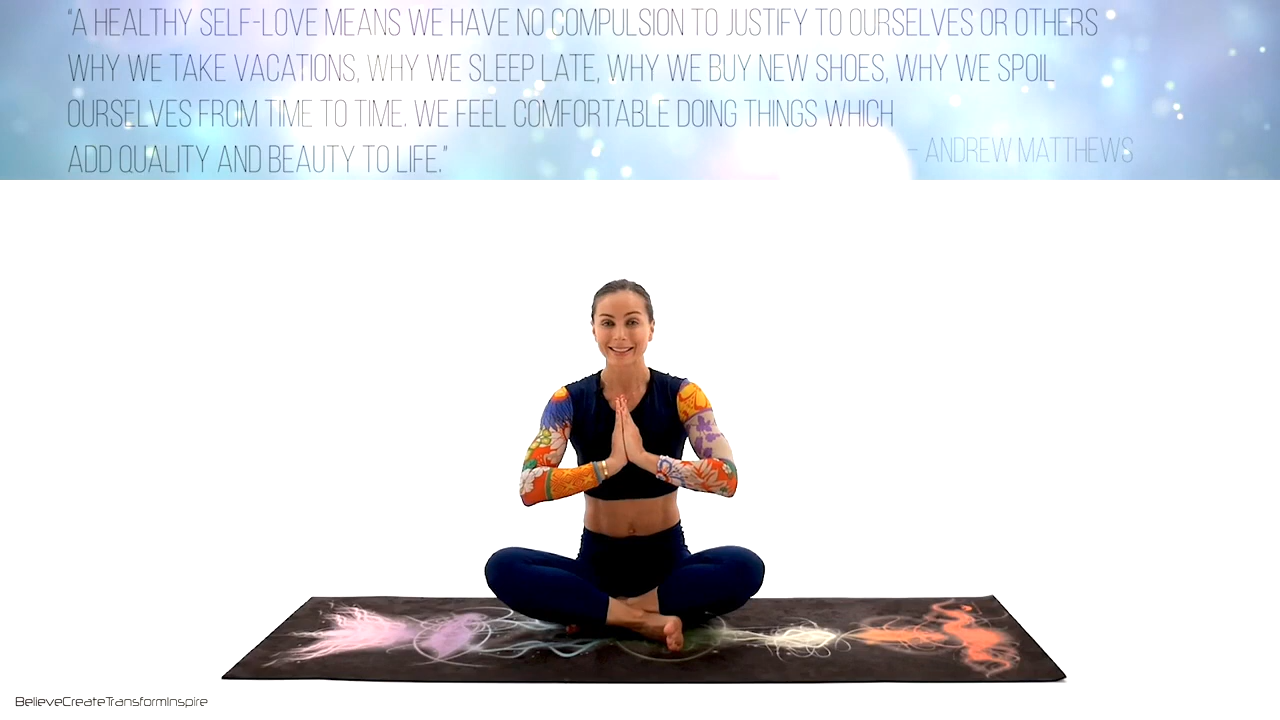 “A HEALTHY SELF-LOVE MEANS WE HAVE NO COMPULSION TO JUSTIFY TO OURSELVES OR OTHERS
WHY WE TAKE VACATIONS, WHY WE SLEEP LATE, WHY WE BUY NEW SHOES, WHY WE SPOIL
OURSELVES FROM TIME TO TIME. WE FEEL COMFORTABLE DOING THINGS WHICH
ADD QUALITY AND BEAUTY TO LIFE.”
– ANDREW MATTHEWS
BelieveCreateTransformInspire